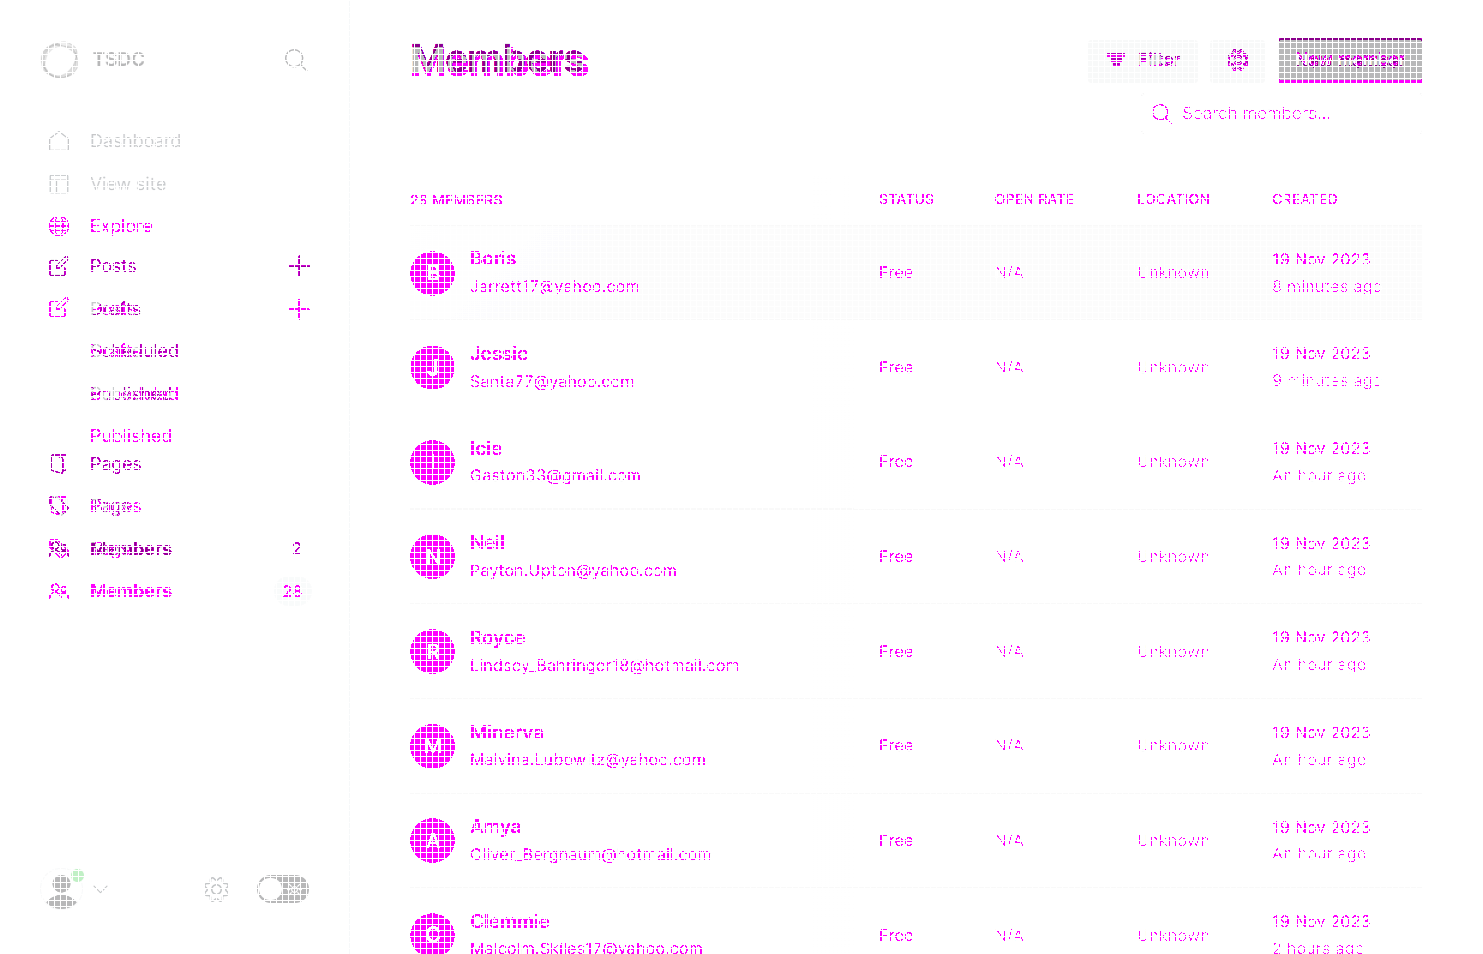 TSDC
Dashboard
View site
Explore
Posts
Scheduled
Published
Pages
Pages
Members 2
Members 28
Members
Filter
New member
Search members...
28 MEMBERS STATUS OPEN RATE LOCATION CREATED
B Boris Free N/A Unknown 19 Nov 2023
Jarrett17@yahoo.com 8 minutes ago
J Jessie Free N/A Unknown 19 Nov 2023
Santa77@yahoo.com 9 minutes ago
Icie Free N/A Unknown 19 Nov 2023
Gaston33@gmail.com An hour ago
N Neil Free N/A Unknown 19 Nov 2023
Payton.Upton@yahoo.com An hour ago
R Royce Free N/A Unknown 19 Nov 2023
Lindsey_Bahringer18@hotmail.com An hour ago
M Minerva Free N/A Unknown 19 Nov 2023
Malvina.Lubowitz@yahoo.com An hour ago
A Amya Free N/A Unknown 19 Nov 2023
Oliver_Bergnaum@hotmail.com An hour ago
C Clemmie Free N/A Unknown 19 Nov 2023
Malcolm.Skiles17@yahoo.com 2 hours ago